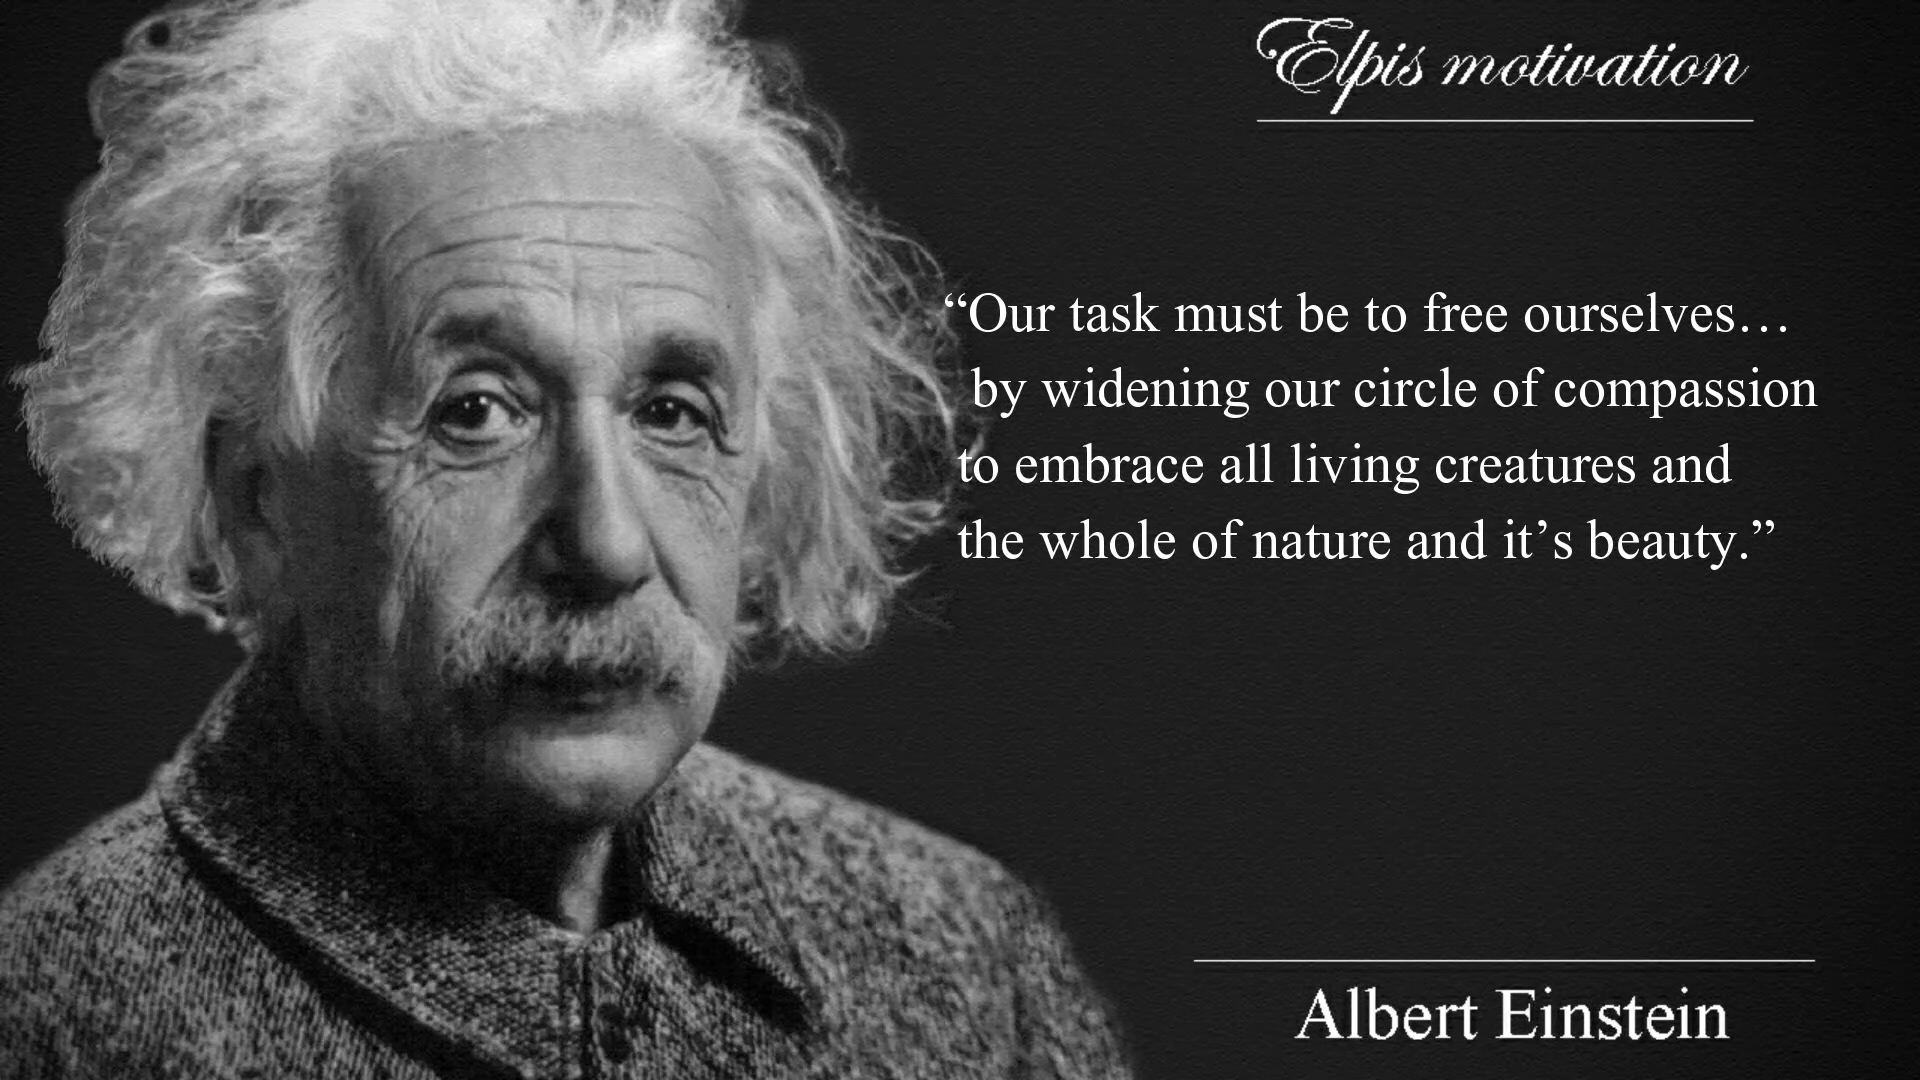 Elpis motivation
“Our task must be to free ourselves…
by widening our circle of compassion
to embrace all living creatures and
the whole of nature and it’s beauty.”
Albert Einstein